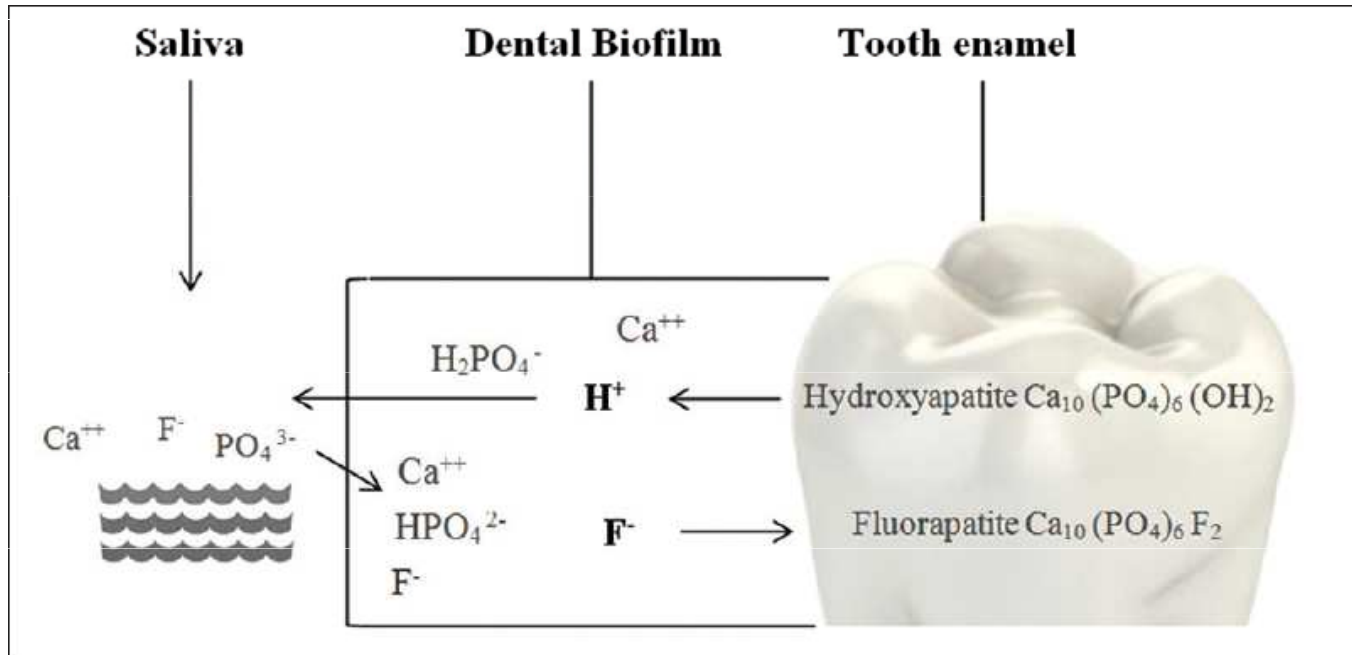 Saliva
Dental Biofilm
Tooth enamel
Ca⁺⁺
H₂PO₄⁻
H⁺
Hydroxyapatite Ca₁₀ (PO₄)₆ (OH)₂
Ca⁺⁺
F⁻
PO₄ ³⁻
Ca⁺⁺
HPO₄ ²⁻
F⁻
F⁻
Fluorapatite Ca₁₀ (PO₄)₆ F₂